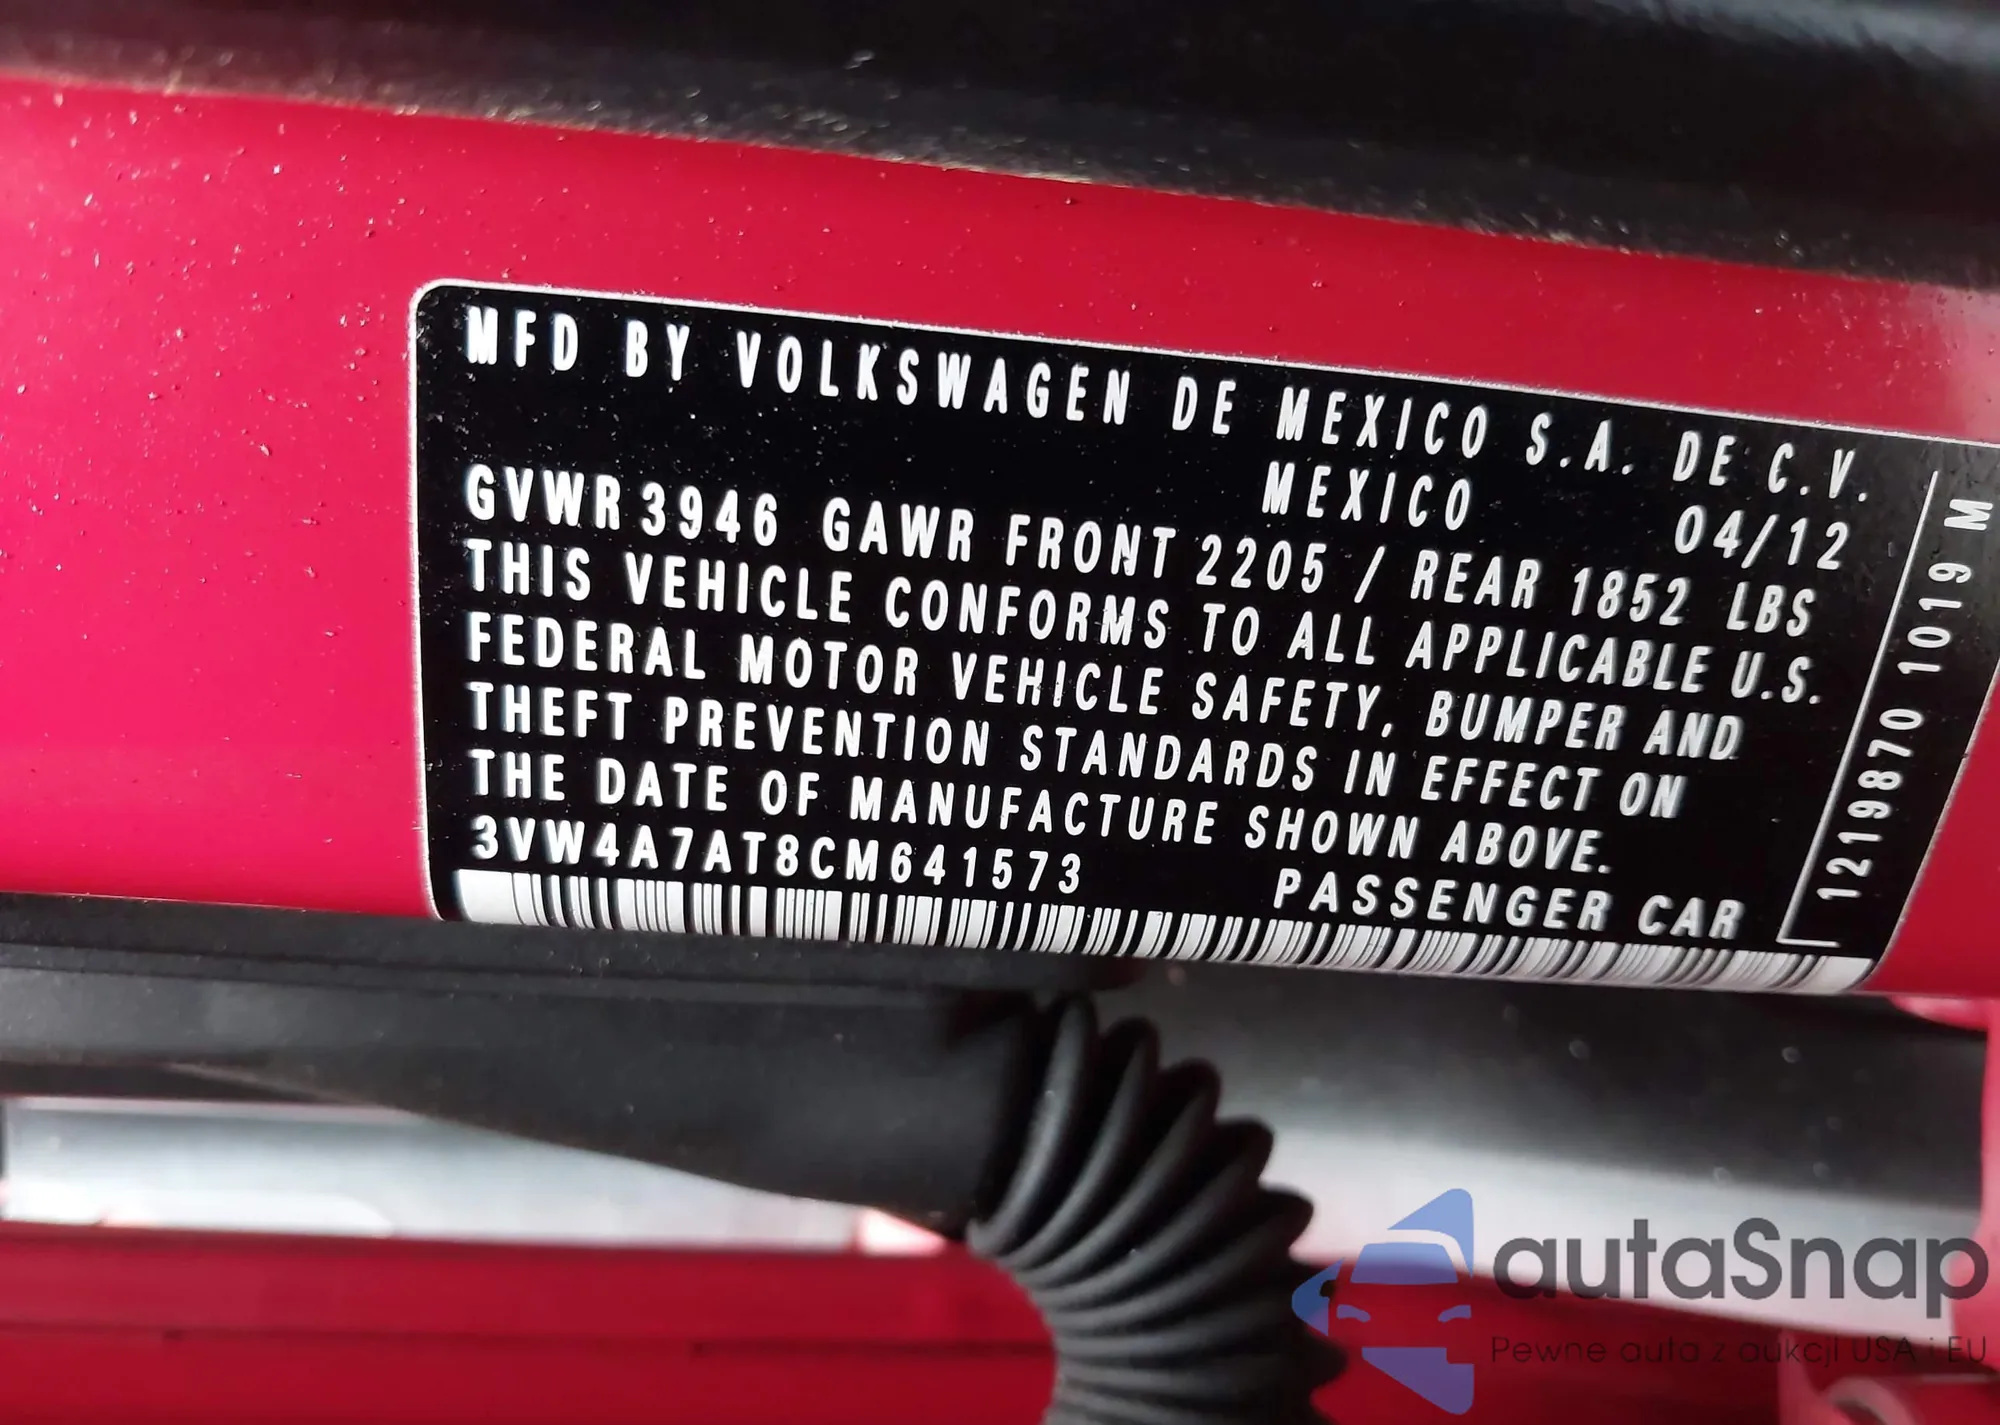 MFD BY VOLKSWAGEN DE MEXICO S.A. DE C.V.
MEXICO 04/12
GVWR 3946 GAWR FRONT 2205 / REAR 1852 LBS
THIS VEHICLE CONFORMS TO ALL APPLICABLE U.S.
FEDERAL MOTOR VEHICLE SAFETY, BUMPER AND
THEFT PREVENTION STANDARDS IN EFFECT ON
THE DATE OF MANUFACTURE SHOWN ABOVE.
3VW4A7AT8CM641573 PASSENGER CAR
1219870 1019 M
autaSnap
Pewne auta z aukcji USA i EU